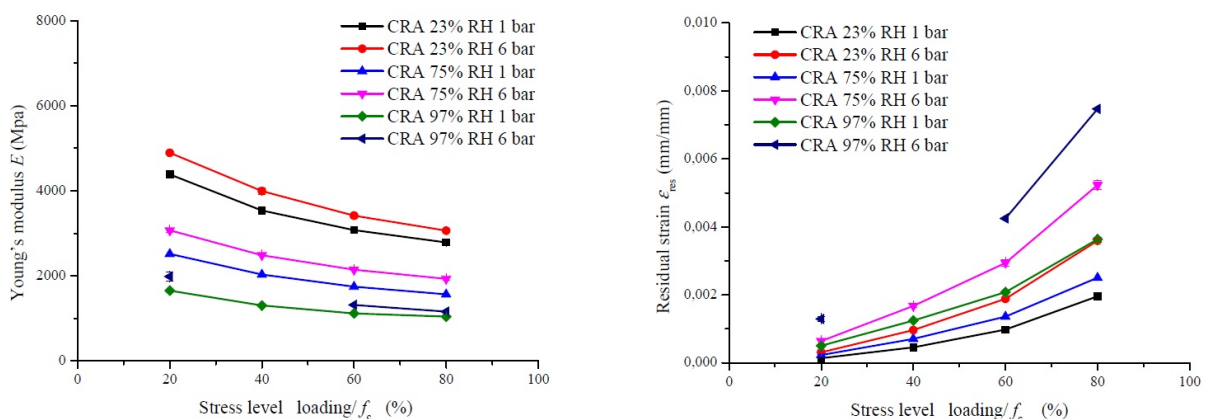 8000
6000
4000
2000
0
Young's modulus E (Mpa)
CRA 23% RH 1 bar
CRA 23% RH 6 bar
CRA 75% RH 1 bar
CRA 75% RH 6 bar
CRA 97% RH 1 bar
CRA 97% RH 6 bar
0 20 40 60 80 100
Stress level loading/f (%)
0,010
0,008
0,006
0,004
0,002
0,000
Residual strain εres (mm/mm)
CRA 23% RH 1 bar
CRA 23% RH 6 bar
CRA 75% RH 1 bar
CRA 75% RH 6 bar
CRA 97% RH 1 bar
CRA 97% RH 6 bar
0 20 40 60 80 100
Stress level loading/f (%)